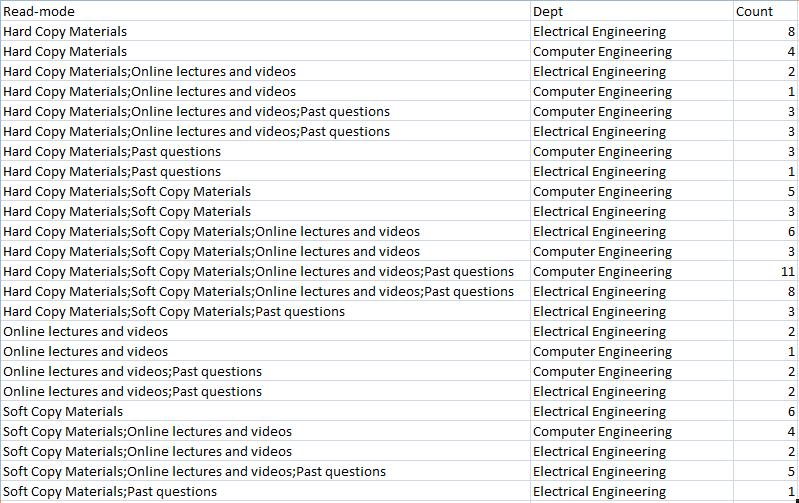 Read-mode Dept Count
Hard Copy Materials Electrical Engineering 8
Hard Copy Materials Computer Engineering 4
Hard Copy Materials;Online lectures and videos Electrical Engineering 2
Hard Copy Materials;Online lectures and videos Computer Engineering 1
Hard Copy Materials;Online lectures and videos;Past questions Computer Engineering 3
Hard Copy Materials;Online lectures and videos;Past questions Electrical Engineering 3
Hard Copy Materials;Past questions Computer Engineering 3
Hard Copy Materials;Past questions Electrical Engineering 1
Hard Copy Materials;Soft Copy Materials Computer Engineering 5
Hard Copy Materials;Soft Copy Materials Electrical Engineering 3
Hard Copy Materials;Soft Copy Materials;Online lectures and videos Electrical Engineering 6
Hard Copy Materials;Soft Copy Materials;Online lectures and videos Computer Engineering 3
Hard Copy Materials;Soft Copy Materials;Online lectures and videos;Past questions Computer Engineering 11
Hard Copy Materials;Soft Copy Materials;Online lectures and videos;Past questions Electrical Engineering 8
Hard Copy Materials;Soft Copy Materials;Past questions Electrical Engineering 3
Online lectures and videos Electrical Engineering 2
Online lectures and videos Computer Engineering 1
Online lectures and videos;Past questions Computer Engineering 2
Online lectures and videos;Past questions Electrical Engineering 2
Soft Copy Materials Electrical Engineering 6
Soft Copy Materials;Online lectures and videos Computer Engineering 4
Soft Copy Materials;Online lectures and videos Electrical Engineering 2
Soft Copy Materials;Online lectures and videos;Past questions Electrical Engineering 5
Soft Copy Materials;Past questions Electrical Engineering 1